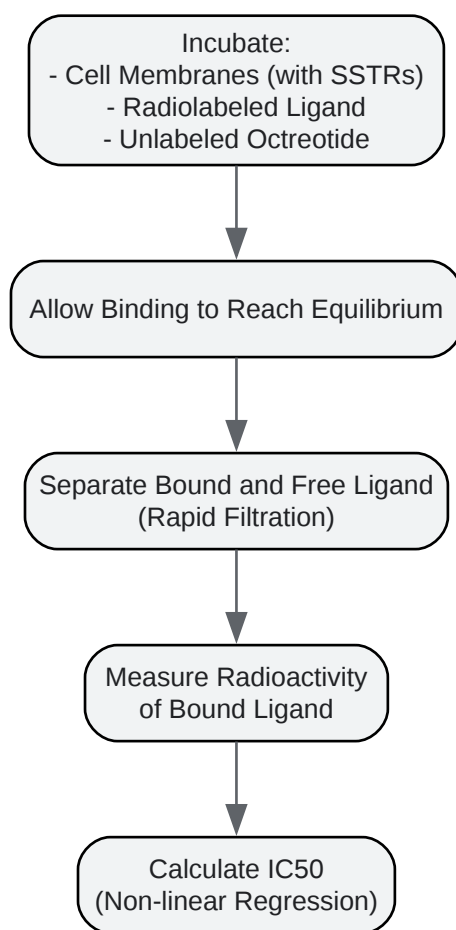 Incubate:
- Cell Membranes (with SSTRs)
- Radiolabeled Ligand
- Unlabeled Octreotide
Allow Binding to Reach Equilibrium
Separate Bound and Free Ligand
(Rapid Filtration)
Measure Radioactivity
of Bound Ligand
Calculate IC50
(Non-linear Regression)